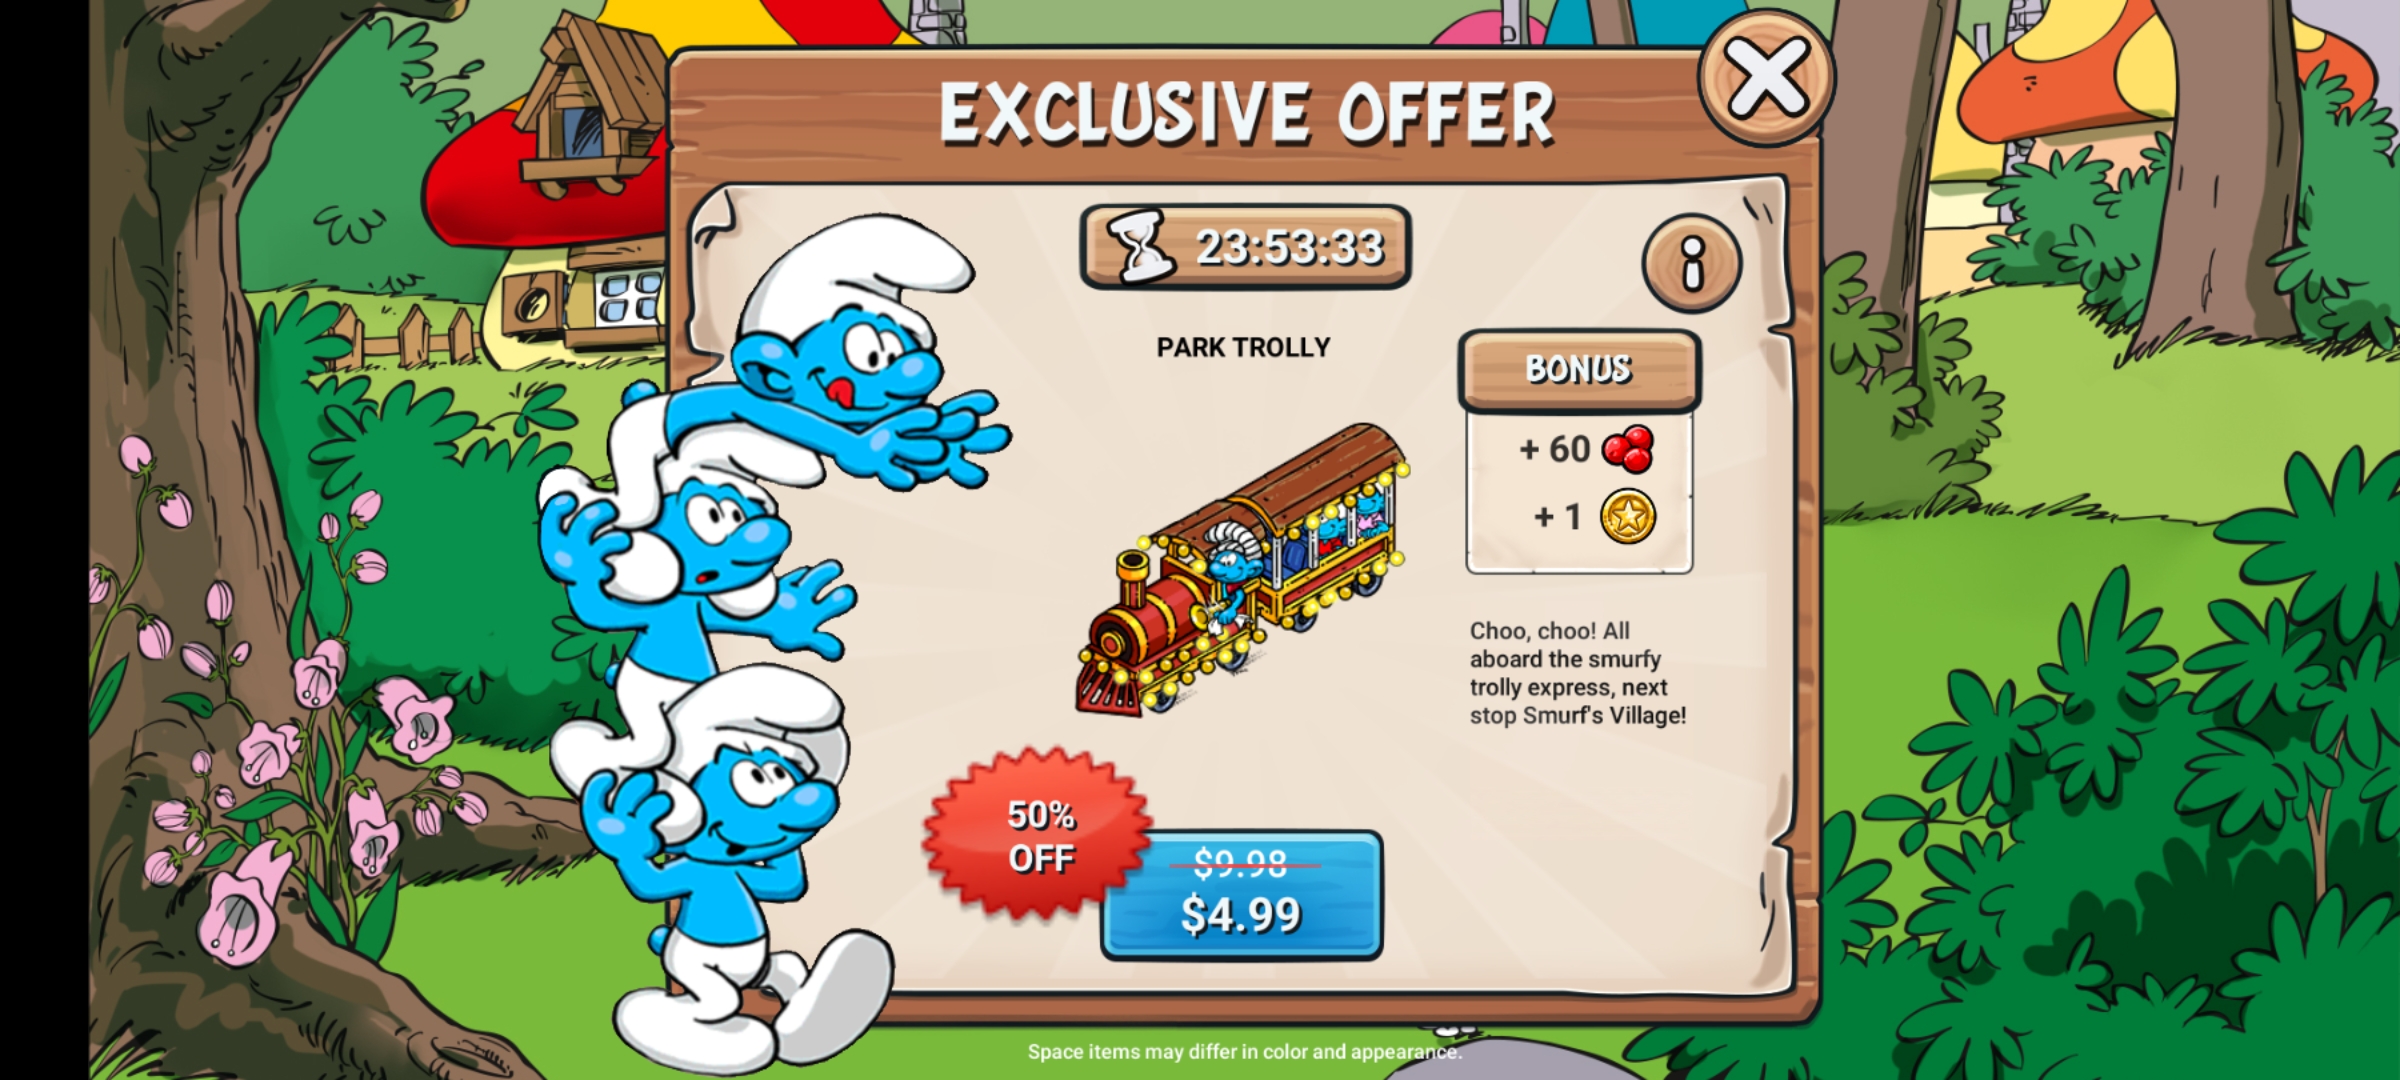 EXCLUSIVE OFFER
23:53:33
PARK TROLLY
BONUS
+ 60
+ 1
Choo, choo! All
aboard the smurfy
trolly express, next
stop Smurf's Village!
50%
OFF
$9.98
$4.99
Space items may differ in color and appearance.